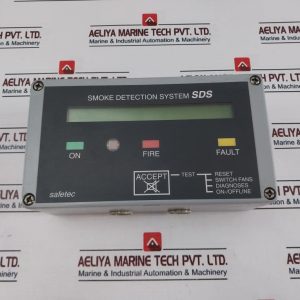 AELIYA MARINE TECH PVT. LTD.
Marine & Industrial Automation & Machinery
SMOKE DETECTION SYSTEM SDS
ON
FIRE
FAULT
ACCEPT
TEST
RESET
SWITCH FANS
DIAGNOSES
ON-/OFFLINE
safetec
AELIYA MARINE TECH PVT. LTD.
Marine & Industrial Automation & Machinery